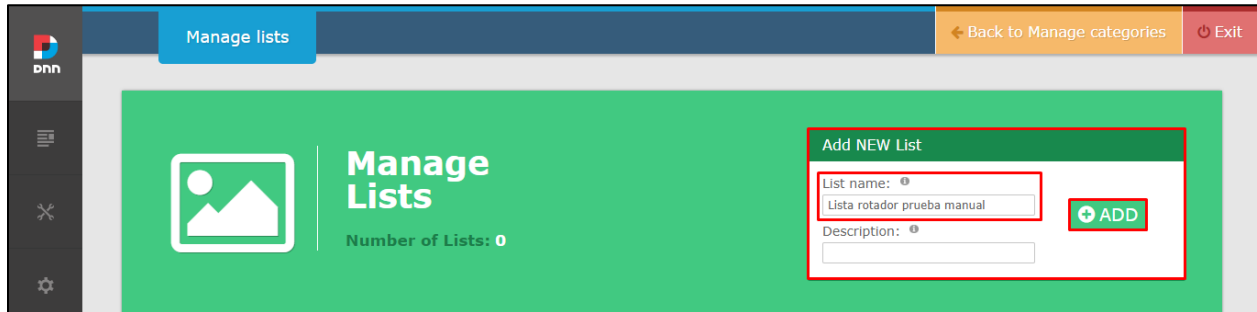 Manage lists
Back to Manage categories
Exit
DNN
Manage
Lists
Number of Lists: 0
Add NEW List
List name:
Lista rotador prueba manual
ADD
Description: